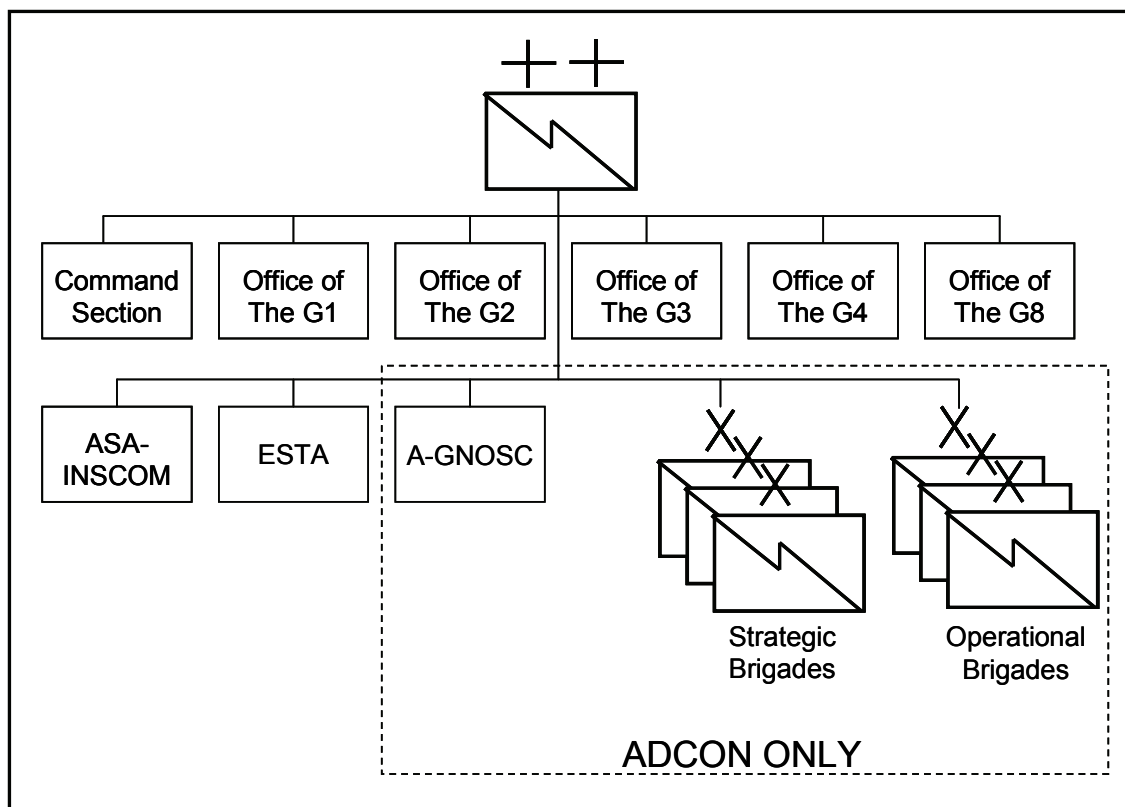 Command
Section
Office of
The G1
Office of
The G2
Office of
The G3
Office of
The G4
Office of
The G8
ASA-
INSCOM
ESTA
A-GNOSC
Strategic
Brigades
Operational
Brigades
ADCON ONLY